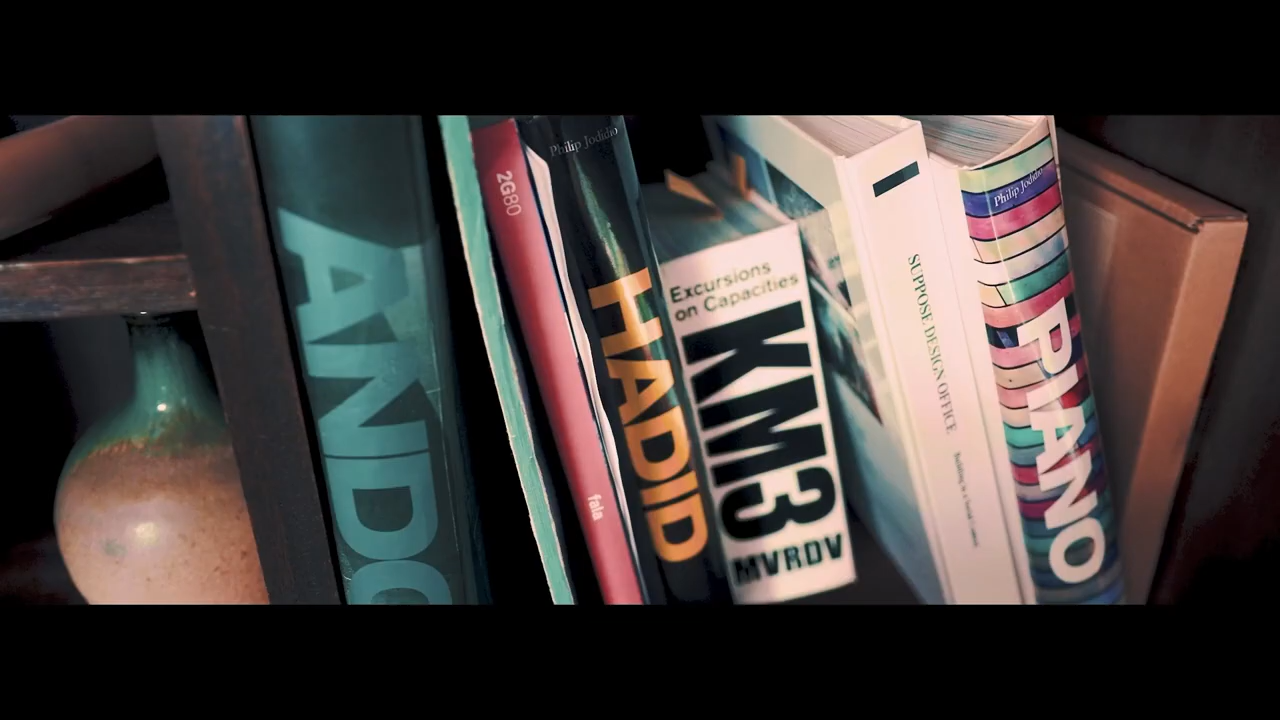 ANDO
2G80
fala
Philip Jodidio
HADID
Excursions
on Capacities
KM3
MVRDV
SUPPOSE DESIGN OFFICE
Philip Jodidio
PIANO